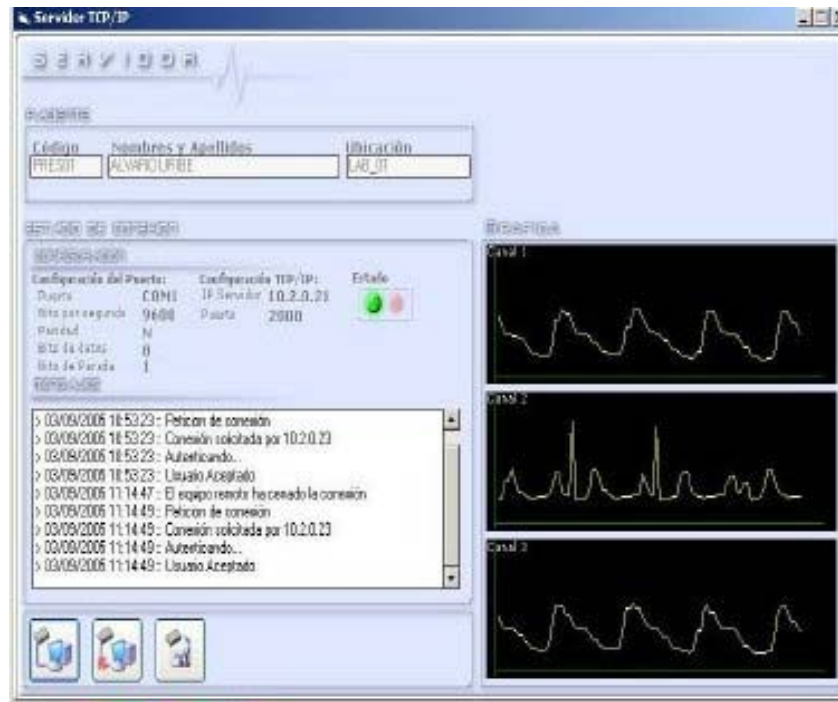 Servidor TCP/IP
SERVIDOR
PACIENTE
Código Nombres y Apellidos Ubicación
ALVARO URIBE
Configuración del Puerto: Configuración TCP/IP: Estado
Puerto COM1 IP Servidor 10.2.0.21
Bits por segundo 9600 Puerto 2000
Paridad N
Bits de datos 8
Bits de Parada 1
> 03/09/2005 10:53:23:: Peticion de conexión
> 03/09/2005 10:53:23:: Conexión solicitada por 10.2.0.23
> 03/09/2005 10:53:23:: Autenticando...
> 03/09/2005 10:53:23:: Usuario Aceptado
> 03/09/2005 11:14:47:: El equipo remoto ha cerrado la conexión
> 03/09/2005 11:14:49:: Peticion de conexión
> 03/09/2005 11:14:49:: Conexión solicitada por 10.2.0.23
> 03/09/2005 11:14:49:: Autenticando...
> 03/09/2005 11:14:49:: Usuario Aceptado
Canal 1
Canal 2
Canal 3